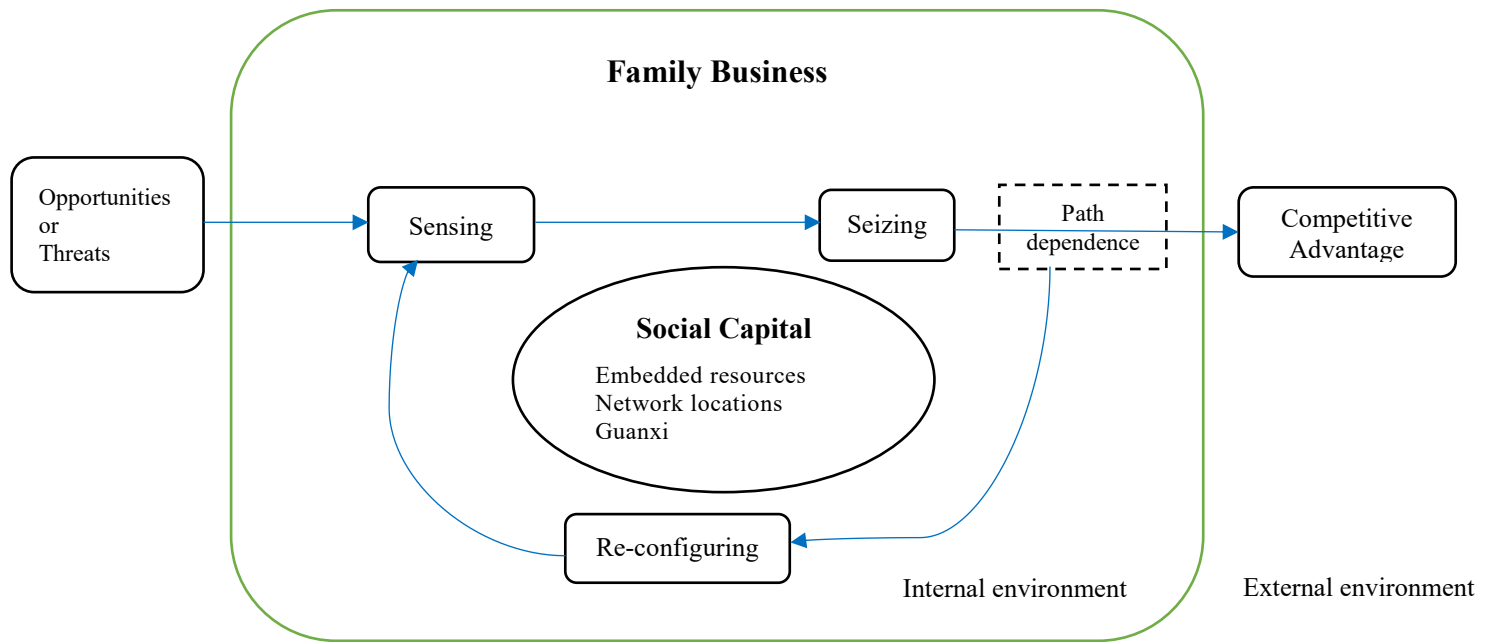 Family Business
Opportunities
or
Threats
Sensing
Seizing
Path
dependence
Competitive
Advantage
Social Capital
Embedded resources
Network locations
Guanxi
Re-configuring
Internal environment
External environment